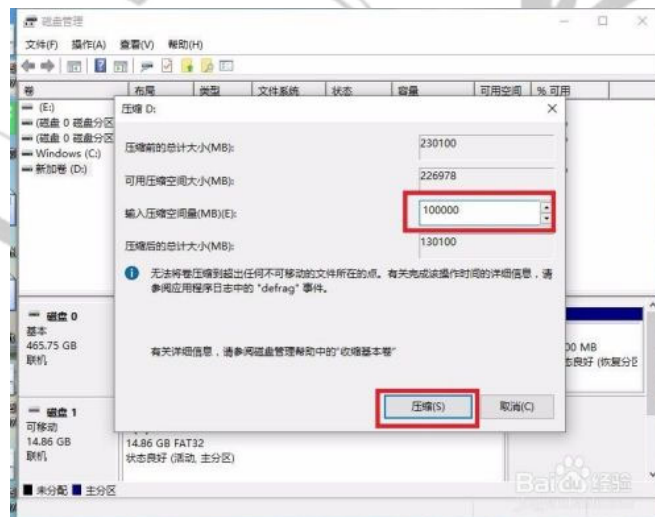 磁盘管理
文件(F) 操作(A) 查看(V) 帮助(H)
卷 布局 类型 文件系统 状态 容量 可用空间 % 可用
(E:)
(磁盘 0 磁盘分区
(磁盘 0 磁盘分区
Windows (C:)
新加卷 (D:)
压缩 D:
压缩前的总计大小(MB): 230100
可用压缩空间大小(MB): 226978
输入压缩空间量(MB)(E): 100000
压缩后的总计大小(MB): 130100
无法将卷压缩到超出任何不可移动的文件所在的点。有关完成该操作时间的详细信息，请
参阅应用程序日志中的 "defrag" 事件。
有关详细信息，请参阅磁盘管理帮助中的"收缩基本卷"
压缩(S) 取消(C)
磁盘 0
基本
465.75 GB
联机
00 MB
状态良好 (恢复分区
磁盘 1
可移动
14.86 GB
联机
14.86 GB FAT32
状态良好 (活动, 主分区)
未分配 主分区
Baidu 经验